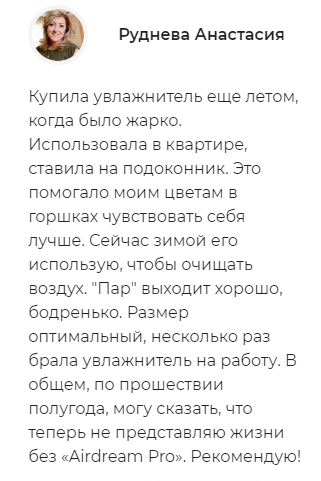 Руднева Анастасия
Купила увлажнитель еще летом,
когда было жарко.
Использовала в квартире,
ставила на подоконник. Это
помогало моим цветам в
горшках чувствовать себя
лучше. Сейчас зимой его
использую, чтобы очищать
воздух. "Пар" выходит хорошо,
бодренько. Размер
оптимальный, несколько раз
брала увлажнитель на работу. В
общем, по прошествии
полугода, могу сказать, что
теперь не представляю жизни
без «Airdream Pro». Рекомендую!